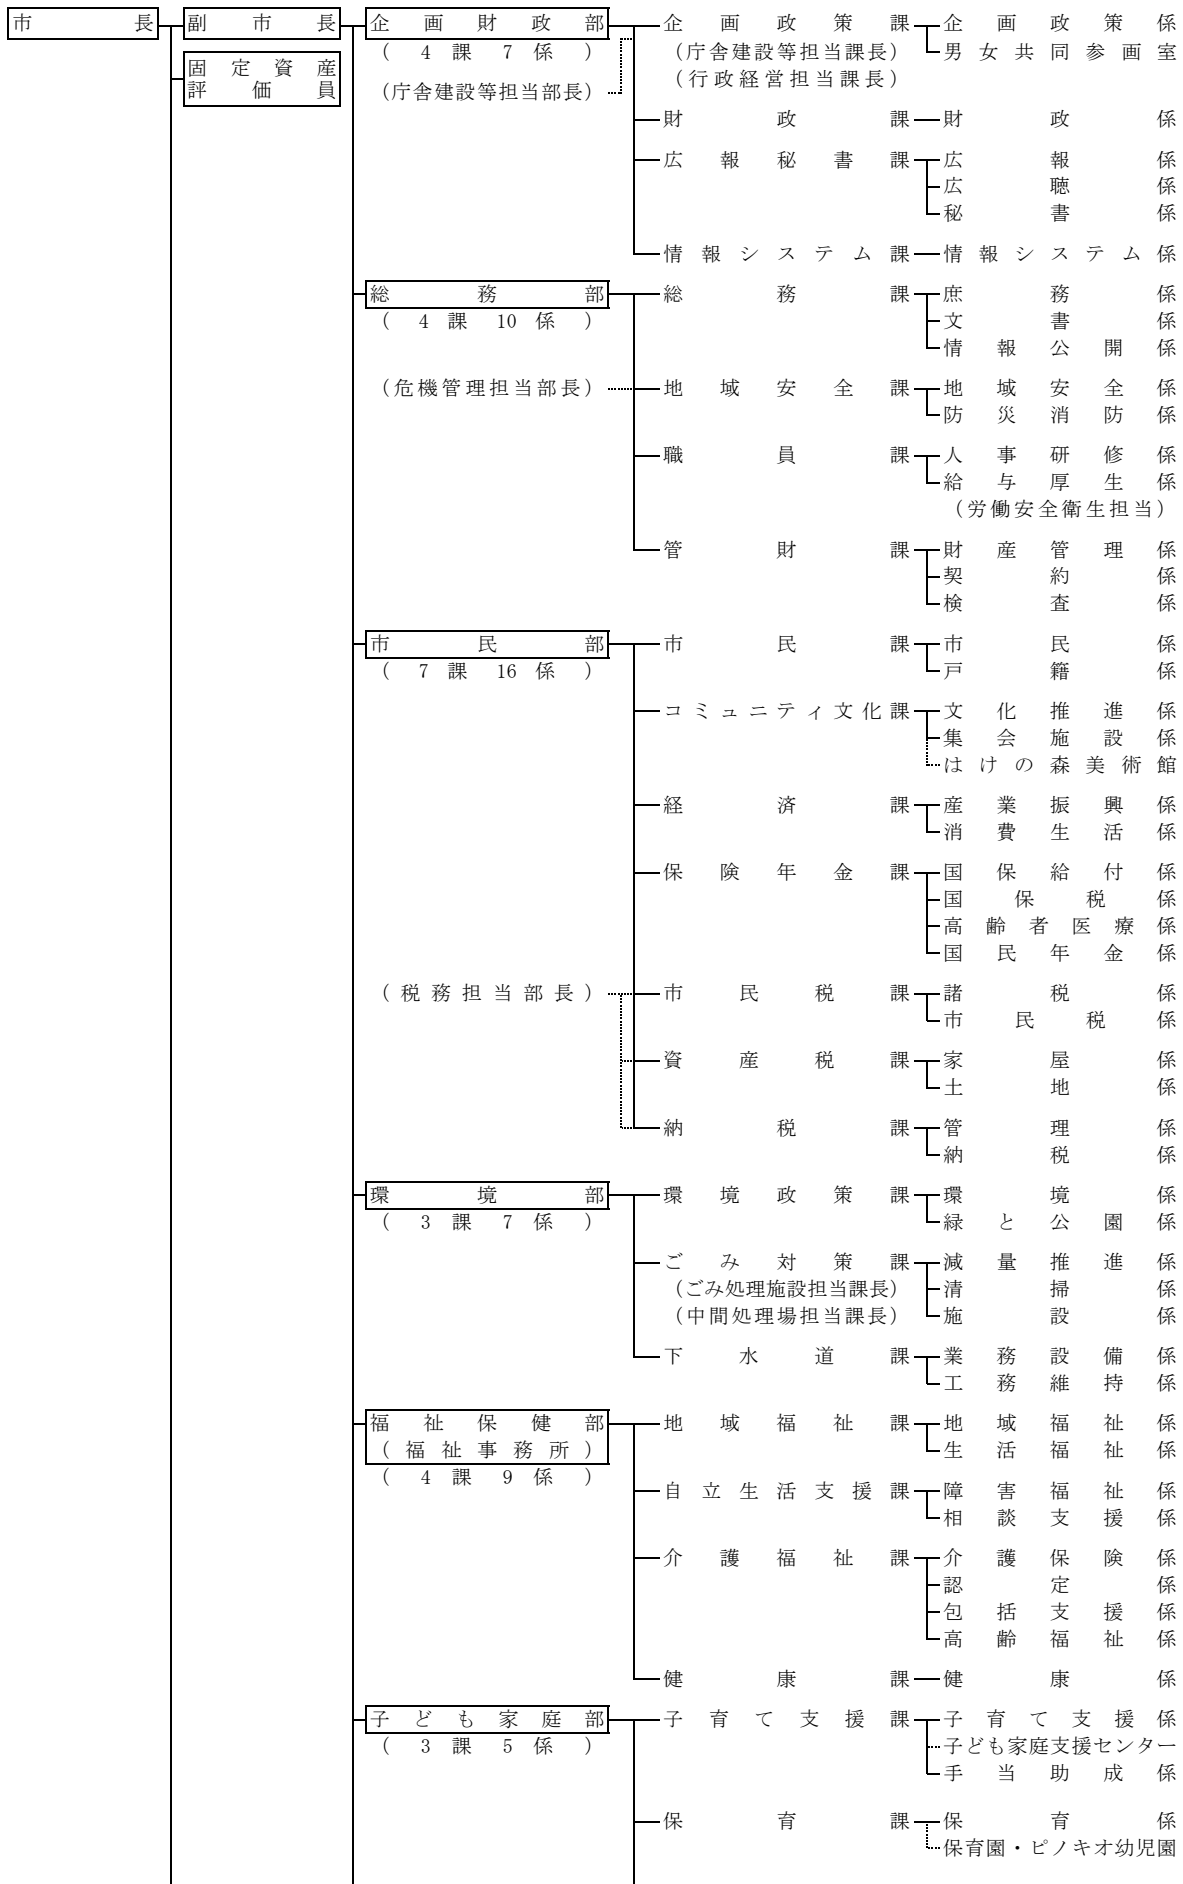 市長 副市長 企画財政部 企画政策課 企画政策係
(4課7係) (庁舎建設等担当課長) 男女共同参画室
固定資産評価員 (庁舎建設等担当部長) (行政経営担当課長)
財政課 財政係
広報秘書課 広報係
広聴係
秘書係
情報システム課 情報システム係
総務部 総務課 庶務係
(4課10係) 文書係
情報公開係
(危機管理担当部長) 地域安全課 地域安全係
防災消防係
職員課 人事研修係
給与厚生係
(労働安全衛生担当)
管財課 財産管理係
契約係
検査係
市民部 市民課 市民係
(7課16係) 戸籍係
コミュニティ文化課 文化推進係
集会施設係
はけの森美術館
経済課 産業振興係
消費生活係
保険年金課 国保給付係
国保税係
高齢者医療係
国民年金係
(税務担当部長) 市民税課 諸税係
市民税係
資産税課 家屋係
土地係
納税課 管理係
納税係
環境部 環境政策課 環境係
(3課7係) 緑と公園係
ごみ対策課 減量推進係
(ごみ処理施設担当課長) 清掃係
(中間処理場担当課長) 施設係
下水道課 業務設備係
工務維持係
福祉保健部 地域福祉課 地域福祉係
(福祉事務所) 生活福祉係
(4課9係) 自立生活支援課 障害福祉係
相談支援係
介護福祉課 介護保険係
認定係
包括支援係
高齢福祉係
健康課 健康係
子ども家庭部 子育て支援課 子育て支援係
(3課5係) 子ども家庭支援センター
手当助成係
保育課 保育係
保育園・ピノキオ幼児園